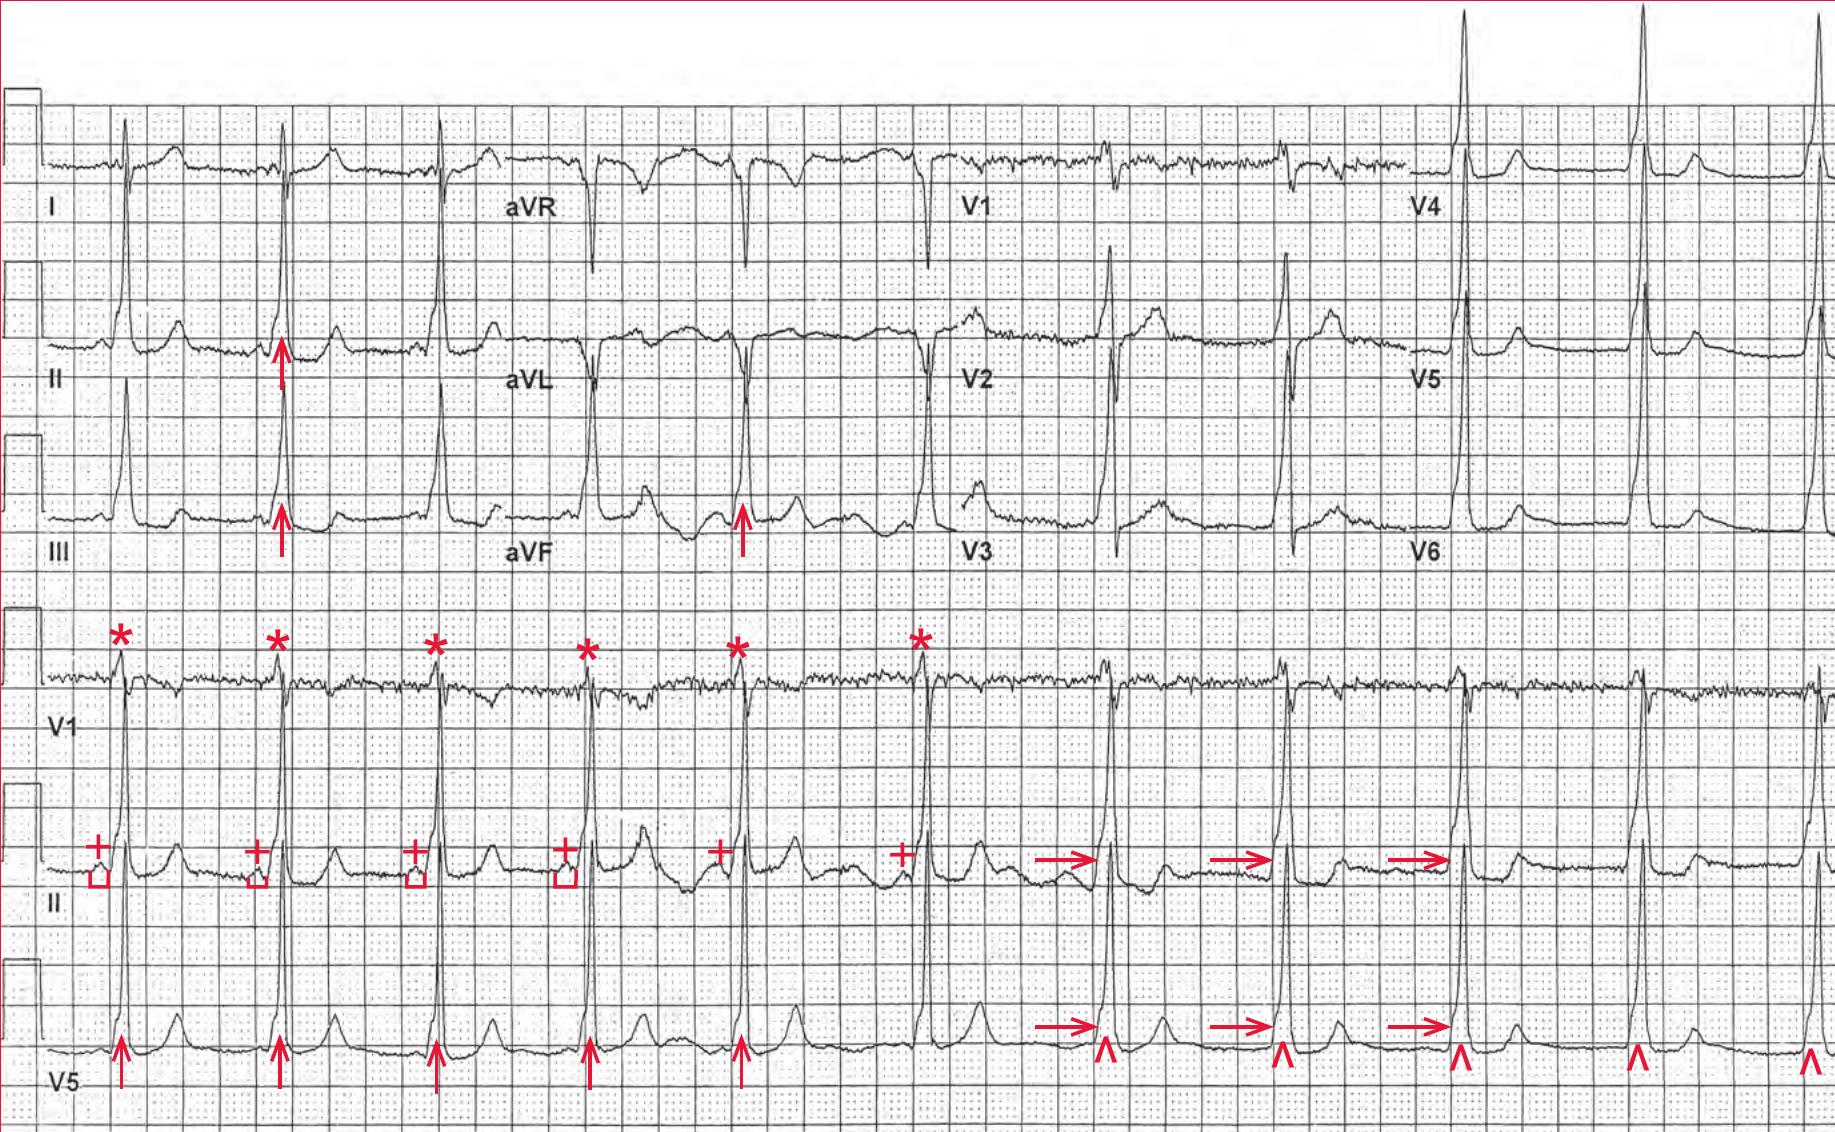 I aVR V1 V4
II aVL V2 V5
III aVF V3 V6
* * * * * *
V1
+ + + + + +
II
^ ^ ^ ^ ^
V5